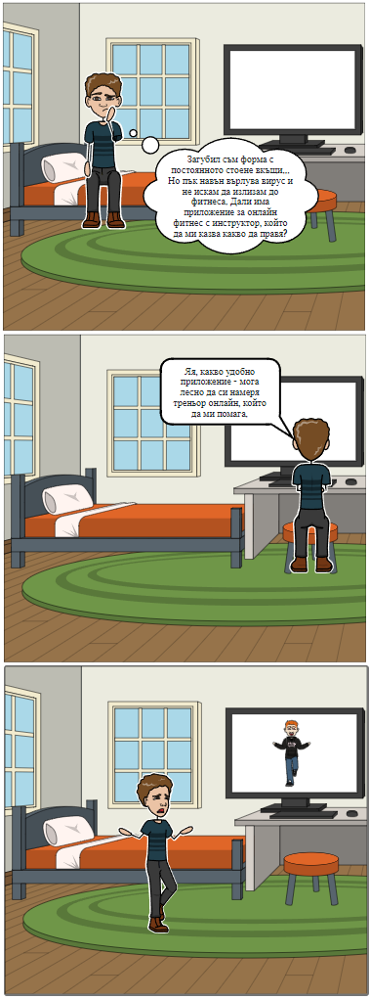 Загубил съм форма с
постоянното стоене вкъщи,,,
Но пък навън върлува вирус и
не искам да излизам до
фитнеса, Дали има
приложение за онлайн
фитнес с инструктор, който
да ми казва какво да правя?
Яя, какво удобно
приложение - мога
лесно да си намеря
треньор онлайн, който
да ми помага,